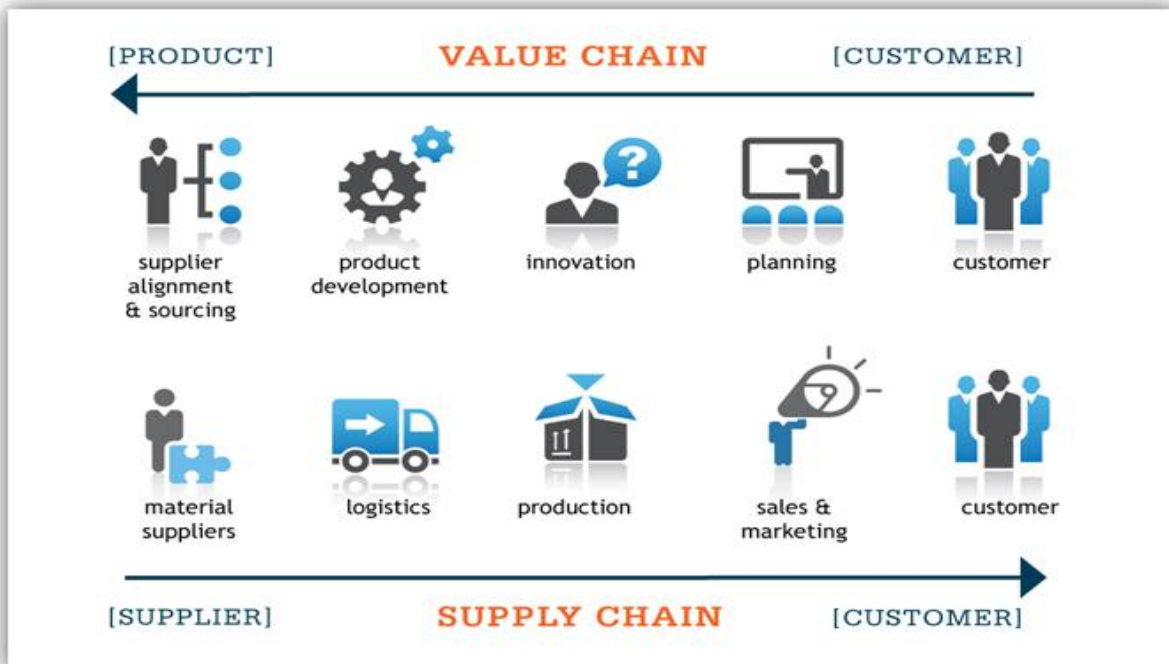 [PRODUCT] VALUE CHAIN [CUSTOMER]
?
supplier
alignment
& sourcing
product
development
innovation
planning
customer
material
suppliers
logistics
production
sales &
marketing
customer
[SUPPLIER] SUPPLY CHAIN [CUSTOMER]